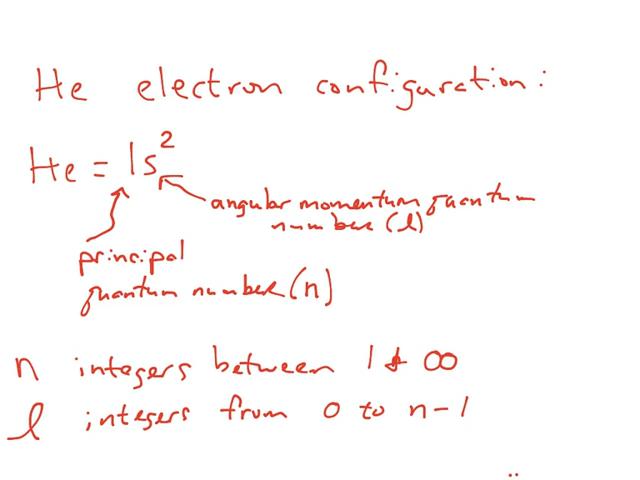 He electron configuration:
He = 1s²
angular momentum quantum
number (l)
principal
quantum number (n)
n integers between 1 & ∞
l integers from 0 to n-1